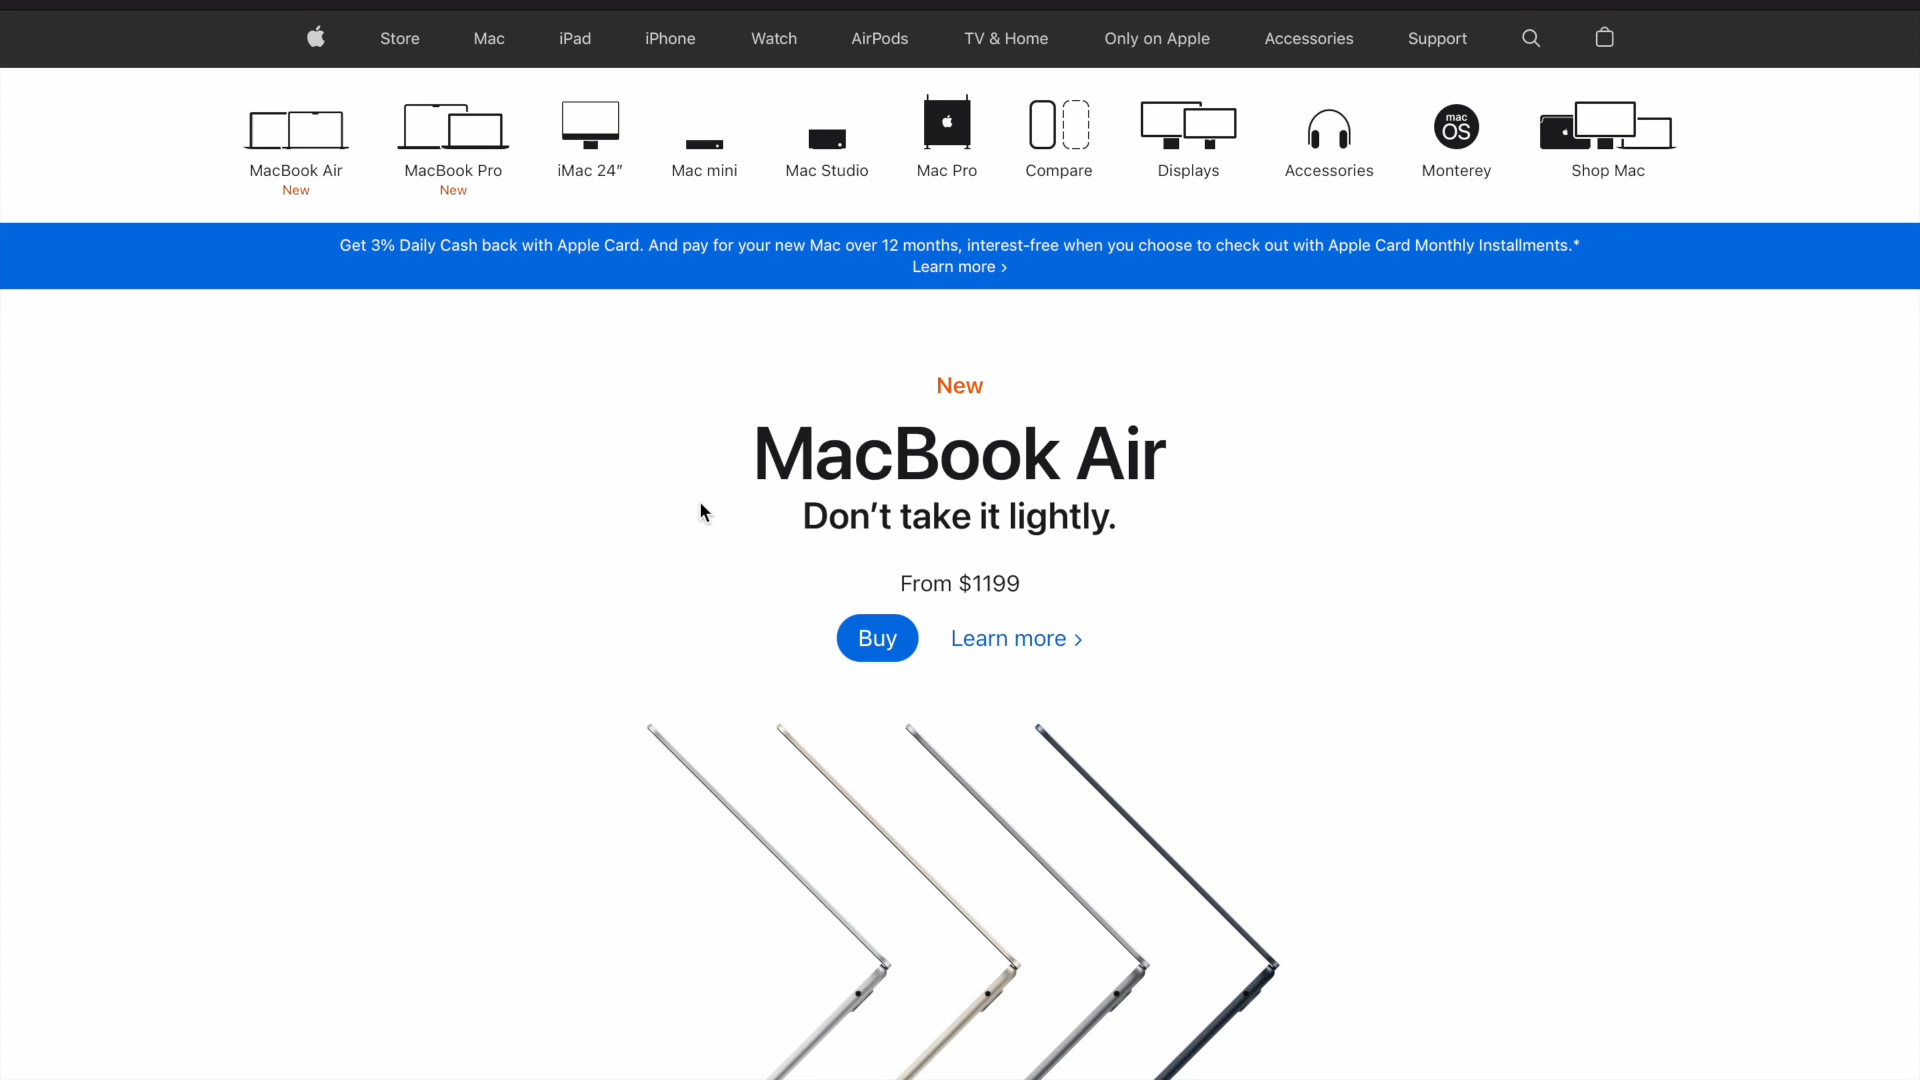 Store Mac iPad iPhone Watch AirPods TV & Home Only on Apple Accessories Support
mac
OS
MacBook Air MacBook Pro iMac 24″ Mac mini Mac Studio Mac Pro Compare Displays Accessories Monterey Shop Mac
New New
Get 3% Daily Cash back with Apple Card. And pay for your new Mac over 12 months, interest-free when you choose to check out with Apple Card Monthly Installments.*
Learn more >
New
MacBook Air
Don’t take it lightly.
From $1199
Buy Learn more >